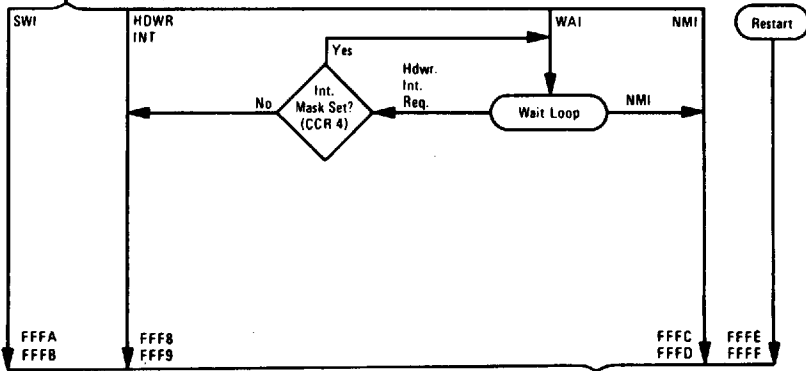 SWI
HDWR
INT
WAI
NMI
Restart
Yes
Hdwr.
Int.
Req.
Int.
Mask Set?
(CCR 4)
No
Wait Loop
NMI
FFFA
FFFB
FFF8
FFF9
FFFC
FFFD
FFFE
FFFF